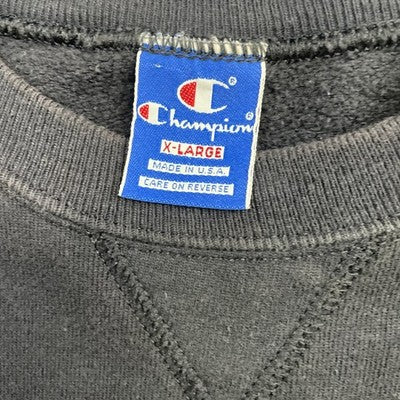 Champion
X-LARGE
MADE IN U.S.A.
CARE ON REVERSE